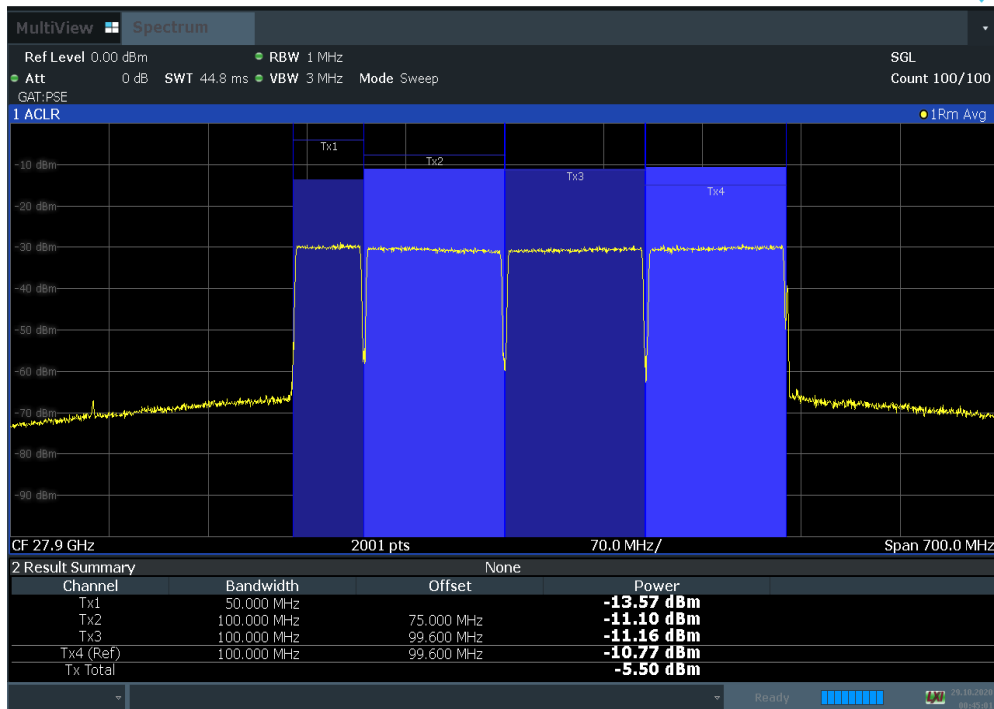 MultiView Spectrum
Ref Level 0.00 dBm RBW 1 MHz SGL
Att 0 dB SWT 44.8 ms VBW 3 MHz Mode Sweep Count 100/100
GAT:PSE
1 ACLR 1Rm Avg
Tx1
Tx2
Tx3
Tx4
-10 dBm
-20 dBm
-30 dBm
-40 dBm
-50 dBm
-60 dBm
-70 dBm
-80 dBm
-90 dBm
CF 27.9 GHz 2001 pts 70.0 MHz/ Span 700.0 MHz
2 Result Summary None
Channel Bandwidth Offset Power
Tx1 50.000 MHz -13.57 dBm
Tx2 100.000 MHz 75.000 MHz -11.10 dBm
Tx3 100.000 MHz 99.600 MHz -11.16 dBm
Tx4 (Ref) 100.000 MHz 99.600 MHz -10.77 dBm
Tx Total -5.50 dBm
Ready 29.10.2020
00:45:01